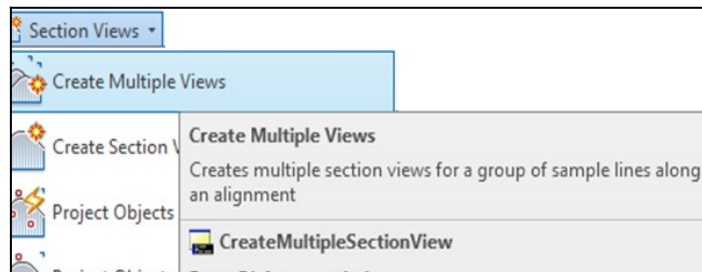 Section Views
Create Multiple Views
Create Section
Create Multiple Views
Creates multiple section views for a group of sample lines along
an alignment
Project Objects
CreateMultipleSectionView